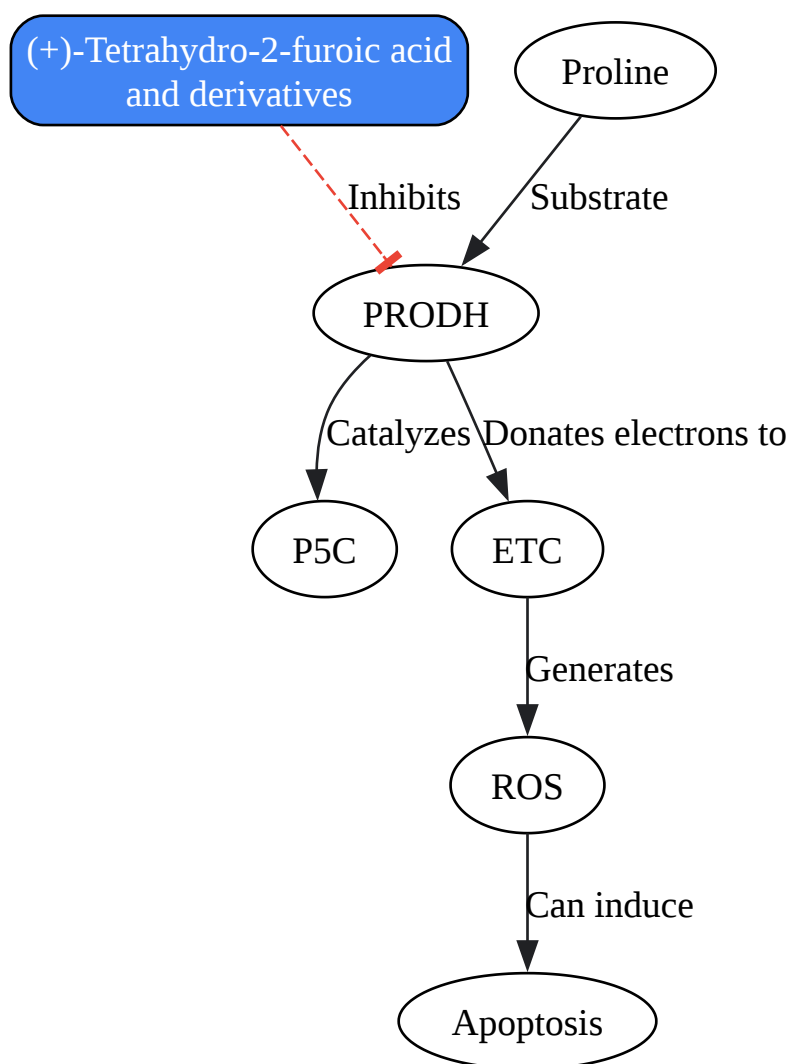 (+)-Tetrahydro-2-furoic acid
and derivatives
Proline
Inhibits
Substrate
PRODH
Catalyzes
Donates electrons to
P5C
ETC
Generates
ROS
Can induce
Apoptosis